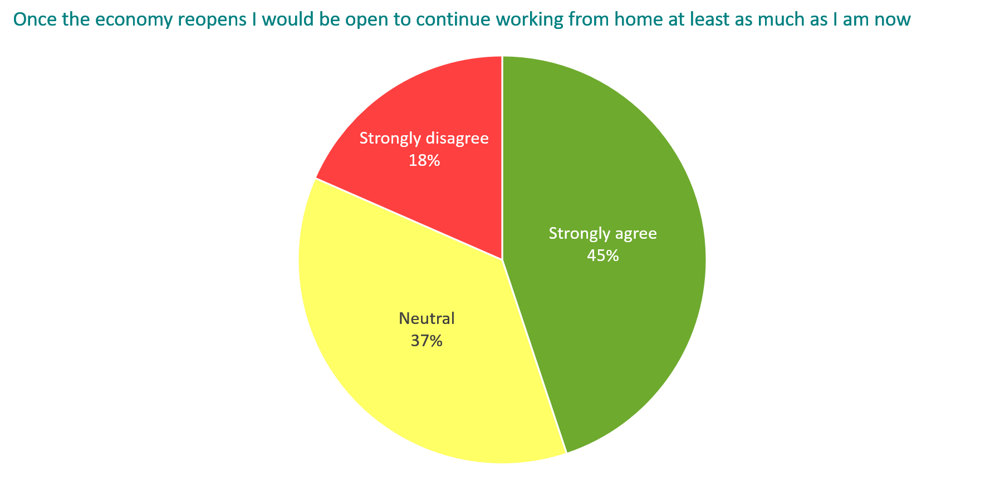 Once the economy reopens I would be open to continue working from home at least as much as I am now
Strongly disagree
18%
Strongly agree
45%
Neutral
37%